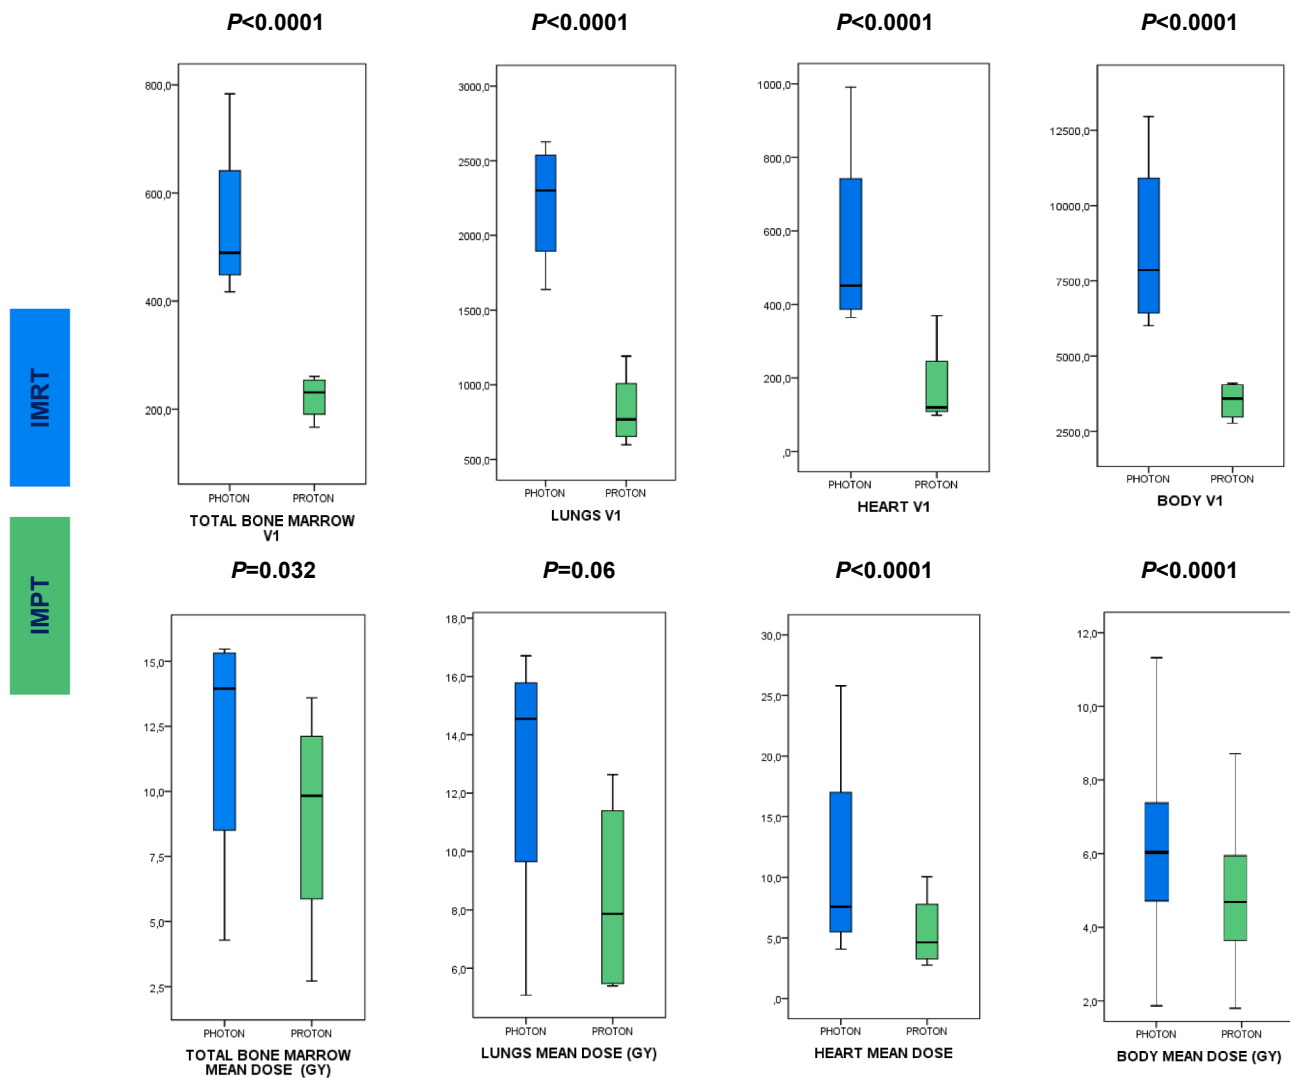 P<0.0001
P<0.0001
P<0.0001
P<0.0001
800,0
600,0
400,0
200,0
PHOTON
PROTON
TOTAL BONE MARROW
V1
3000,0
2500,0
2000,0
1500,0
1000,0
500,0
PHOTON
PROTON
LUNGS V1
1000,0
800,0
600,0
400,0
200,0
,0
PHOTON
PROTON
HEART V1
12500,0
10000,0
7500,0
5000,0
2500,0
PHOTON
PROTON
BODY V1
IMRT
IMPT
P=0.032
P=0.06
P<0.0001
P<0.0001
15,0
12,5
10,0
7,5
5,0
2,5
PHOTON
PROTON
TOTAL BONE MARROW
MEAN DOSE (GY)
18,0
16,0
14,0
12,0
10,0
8,0
6,0
PHOTON
PROTON
LUNGS MEAN DOSE (GY)
30,0
25,0
20,0
15,0
10,0
5,0
,0
PHOTON
PROTON
HEART MEAN DOSE
12,0
10,0
8,0
6,0
4,0
2,0
PHOTON
PROTON
BODY MEAN DOSE (GY)